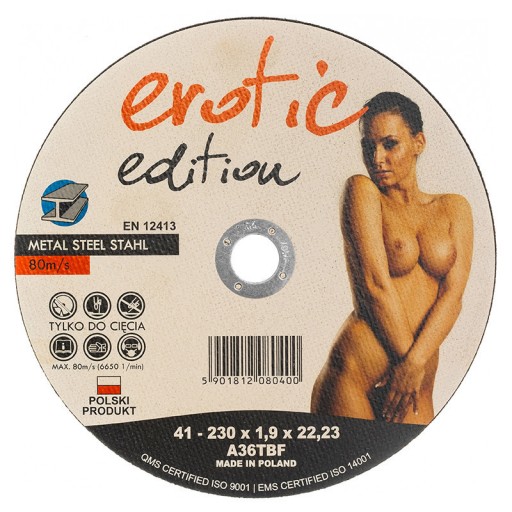 erotic
edition
EN 12413
METAL STEEL STAHL
80m/s
TYLKO DO CIĘCIA
MAX. 80m/s (6650 1/min)
5 901812 080400
POLSKI
PRODUKT
41 - 230 x 1,9 x 22,23
A36TBF
MADE IN POLAND
QMS CERTIFIED ISO 9001 | EMS CERTIFIED ISO 14001